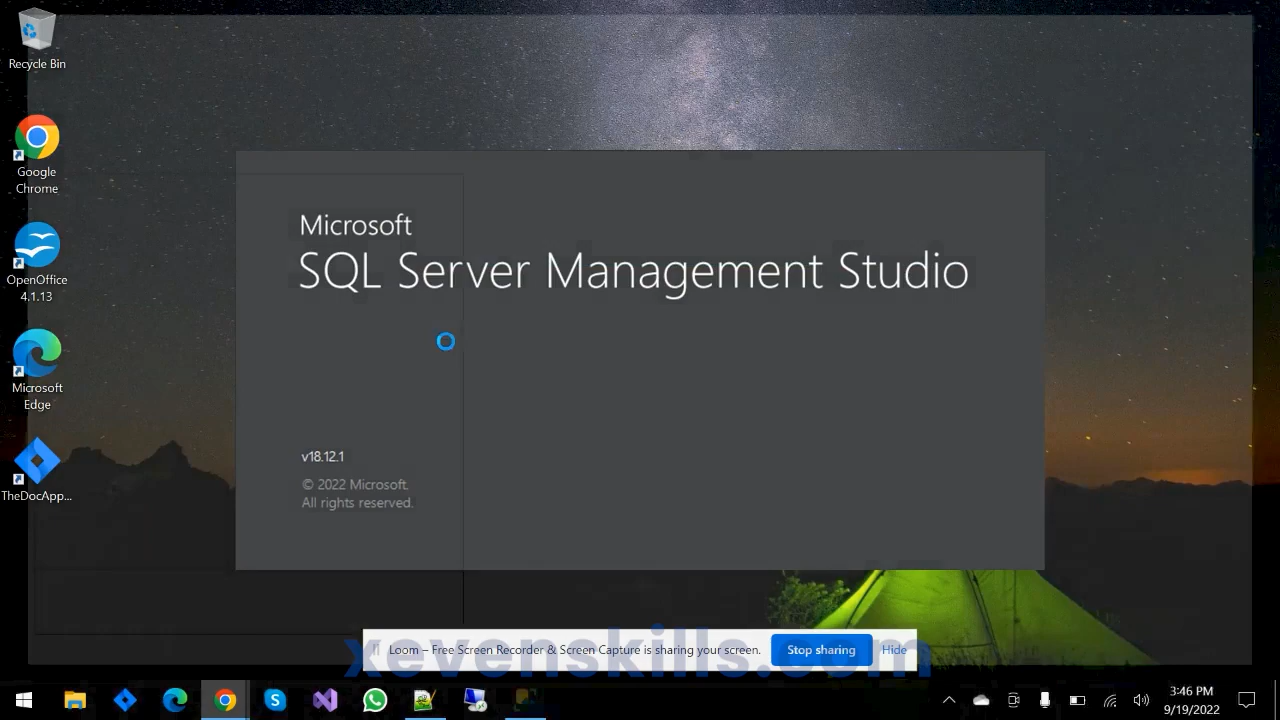 Recycle Bin
Google
Chrome
OpenOffice
4.1.13
Microsoft
Edge
TheDocApp...
Microsoft
SQL Server Management Studio
v18.12.1
© 2022 Microsoft.
All rights reserved.
Loom – Free Screen Recorder & Screen Capture is sharing your screen.
Stop sharing
Hide
xevenskills.com
3:46 PM
9/19/2022